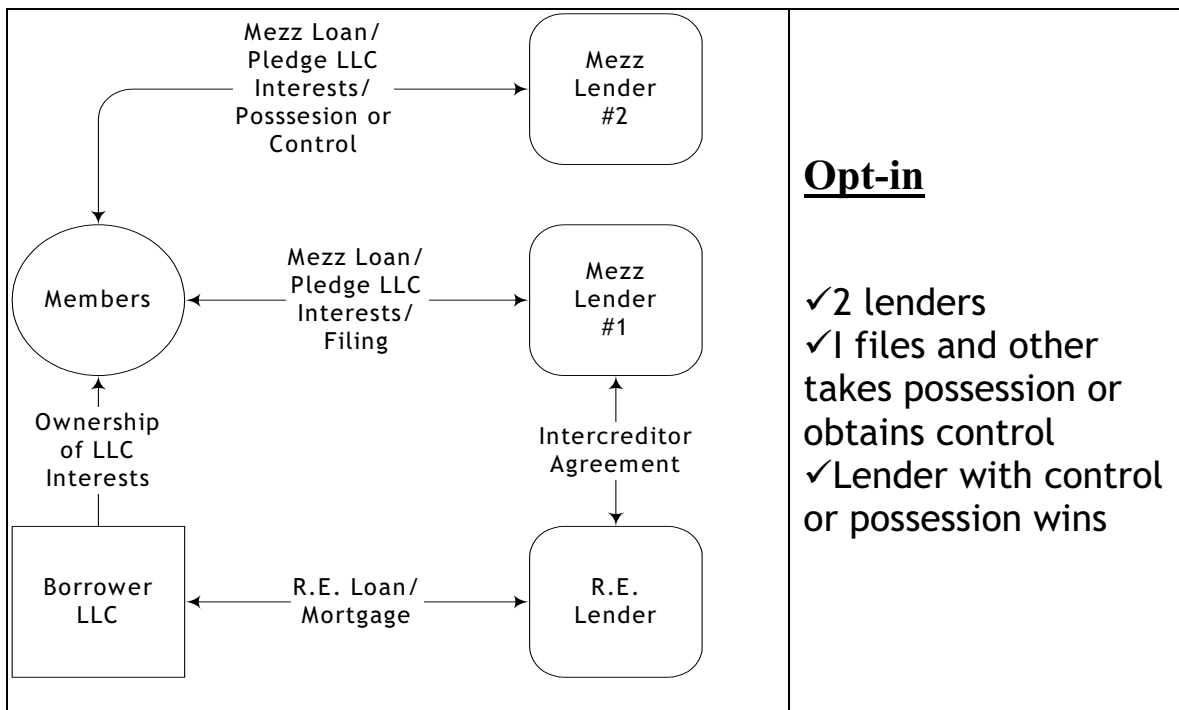 Mezz Loan/
Pledge LLC
Interests/
Posssesion or
Control
Mezz
Lender
#2
Members
Mezz Loan/
Pledge LLC
Interests/
Filing
Mezz
Lender
#1
Ownership
of LLC
Interests
Intercreditor
Agreement
Borrower
LLC
R.E. Loan/
Mortgage
R.E.
Lender
Opt-in
✓2 lenders
✓I files and other
takes possession or
obtains control
✓Lender with control
or possession wins